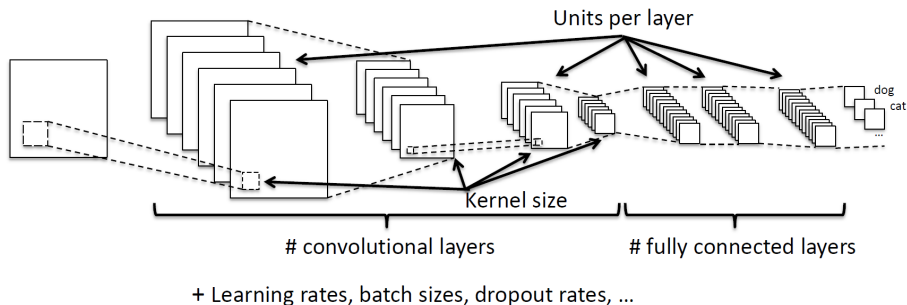 Units per layer
dog
cat
...
Kernel size
# convolutional layers
# fully connected layers
+ Learning rates, batch sizes, dropout rates, ...